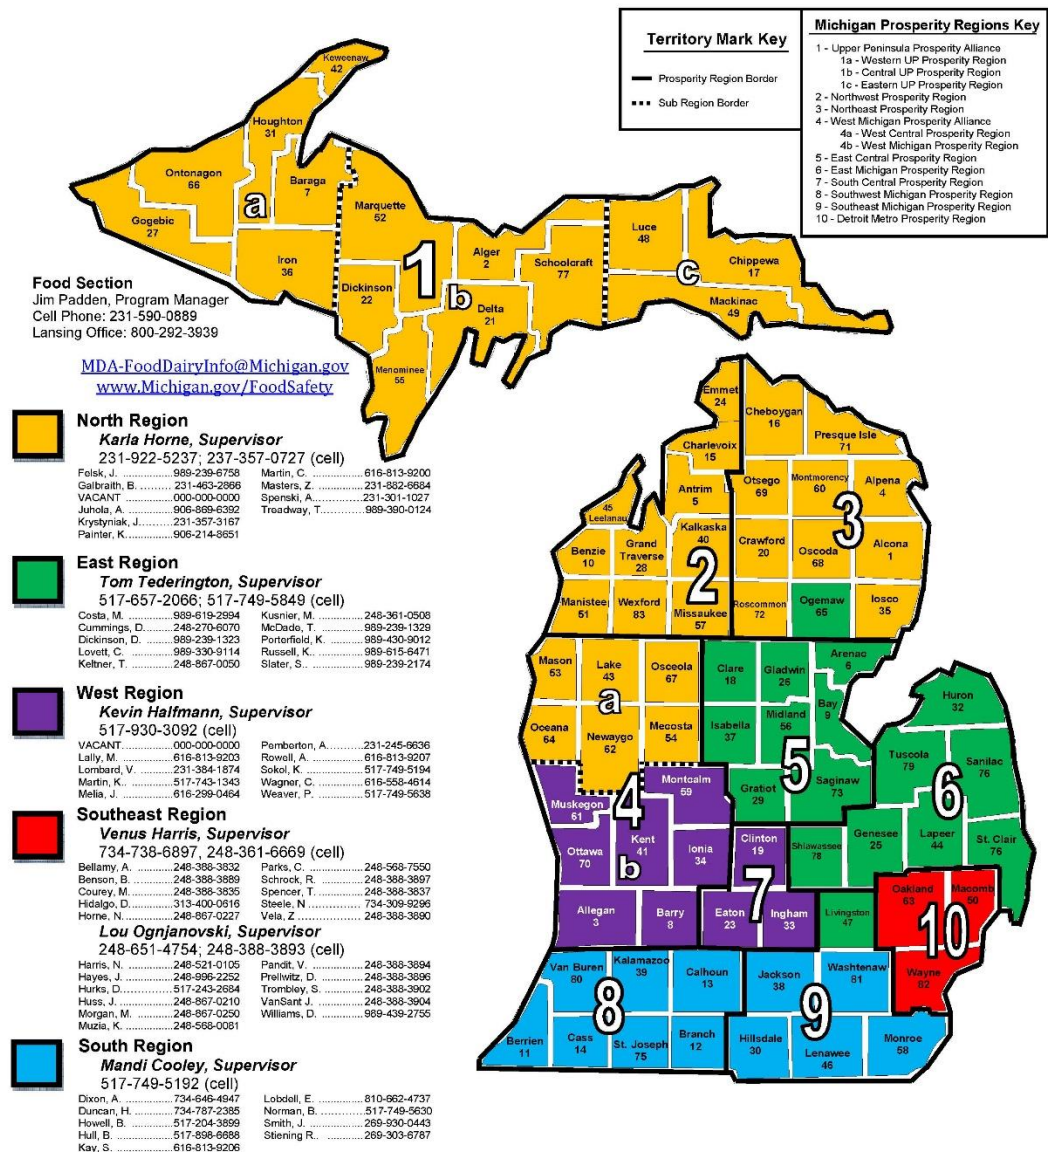 Territory Mark Key
Prosperity Region Border
Sub Region Border
Michigan Prosperity Regions Key
1 - Upper Peninsula Prosperity Alliance
1a - Western UP Prosperity Region
1b - Central UP Prosperity Region
1c - Eastern UP Prosperity Region
2 - Northwest Prosperity Region
3 - Northeast Prosperity Region
4 - West Michigan Prosperity Alliance
4a - West Central Prosperity Region
4b - West Michigan Prosperity Region
5 - East Central Prosperity Region
6 - East Michigan Prosperity Region
7 - South Central Prosperity Region
8 - Southwest Michigan Prosperity Region
9 - Southeast Michigan Prosperity Region
10 - Detroit Metro Prosperity Region
Keweenaw
42
Houghton
31
Ontonagon
66
Baraga
7
a
Gogebic
27
Iron
36
Marquette
52
1
Dickinson
22
b
Alger
2
Delta
21
Schoolcraft
77
Menominee
55
Luce
48
c
Chippewa
17
Mackinac
49
Food Section
Jim Padden, Program Manager
Cell Phone: 231-590-0889
Lansing Office: 800-292-3939
MDA-FoodDairyInfo@Michigan.gov
www.Michigan.gov/FoodSafety
North Region
Karla Horne, Supervisor
231-922-5237; 237-357-0727 (cell)
Felsk, J. ..................989-239-6758 Martin, C. ..................616-813-9200
Galbraith, B. ..............231-463-2866 Masters, Z. ................231-882-6684
VACANT ..................000-000-0000 Spenski, A..................231-301-1027
Juhola, A. ................906-869-6392 Treadway, T. ..............989-390-0124
Krystyniak, J..............231-357-3167
Painter, K. ................906-214-8651
East Region
Tom Tederington, Supervisor
517-657-2066; 517-749-5849 (cell)
Costa, M. ..................989-619-2994 Kusnier, M. ................248-361-0508
Cummings, D..............248-270-6070 McDade, T. ................989-239-1329
Dickinson, D. ............989-239-1323 Porterfield, K. ............989-430-9012
Lovett, C. ................989-330-9114 Russell, K..................989-615-6471
Keltner, T. ................248-867-0050 Slater, S.. ................989-239-2174
West Region
Kevin Halfmann, Supervisor
517-930-3092 (cell)
VACANT..................000-000-0000 Pemberton, A..............231-245-6636
Lally, M. ..................616-813-9203 Rowell, A. ................616-813-9207
Lombard, V. ..............231-384-1874 Sokol, K. ..................517-749-5194
Martin, K. ................517-743-1343 Wagner, C. ................616-558-4614
Melia, J. ..................616-299-0464 Weaver, P. ................517-749-5638
Southeast Region
Venus Harris, Supervisor
734-738-6897, 248-361-6669 (cell)
Bellamy, A. ................248-388-3832 Parks, C. ..................248-568-7550
Benson, B. ................248-388-3889 Schrock, R. ..............248-388-3897
Courey, M. ................248-388-3835 Spencer, T. ..............248-388-3837
Hidalgo, D. ................313-400-0616 Steele, N ..................734-309-9296
Horne, N. ..................248-867-0227 Vela, Z ....................248-388-3890
Lou Ognjanovski, Supervisor
248-651-4754; 248-388-3893 (cell)
Harris, N. ..................248-521-0105 Pandit, V. ..................248-388-3894
Hayes, J. ..................248-996-2252 Prellwitz, D. ..............248-388-3896
Hurks, D....................517-243-2684 Trombley, S. ..............248-388-3902
Huss, J. ....................248-867-0210 VanSant J. ................248-388-3904
Morgan, M. ................248-867-0250 Williams, D. ..............989-439-2755
Muzia, K. ..................248-568-0081
South Region
Mandi Cooley, Supervisor
517-749-5192 (cell)
Dixon, A. ..................734-646-4947 Lobdell, E. ................810-662-4737
Duncan, H. ................734-787-2385 Norman, B. ................517-749-5630
Howell, B. ................517-204-3899 Smith, J. ..................269-930-0443
Hull, B. ....................517-898-6688 Stiening R.. ..............269-303-6787
Kay, S. ....................616-813-9206
Emmet
24
Cheboygan
16
Presque Isle
71
Charlevoix
15
Antrim
5
Otsego
69
Montmorency
60
Alpena
4
3
45
Leelanau
Benzie
10
Grand
Traverse
28
Kalkaska
40
2
Crawford
20
Oscoda
68
Alcona
1
Manistee
51
Wexford
83
Missaukee
57
Roscommon
72
Ogemaw
65
Iosco
35
Mason
53
Lake
43
Osceola
67
a
Clare
18
Gladwin
26
Arenac
6
Oceana
64
Newaygo
62
Mecosta
54
Isabella
37
Midland
56
Bay
9
5
Huron
32
Tuscola
79
Sanilac
76
6
4
Muskegon
61
Montcalm
59
Gratiot
29
Saginaw
73
Ottawa
70
Kent
41
b
Ionia
34
Clinton
19
7
Shiawassee
78
Genesee
25
Lapeer
44
St. Clair
76
Allegan
3
Barry
8
Eaton
23
Ingham
33
Livingston
47
Oakland
63
Macomb
50
10
Wayne
82
Van Buren
80
Kalamazoo
39
Calhoun
13
Jackson
38
Washtenaw
81
8
9
Berrien
11
Cass
14
St. Joseph
75
Branch
12
Hillsdale
30
Lenawee
46
Monroe
58